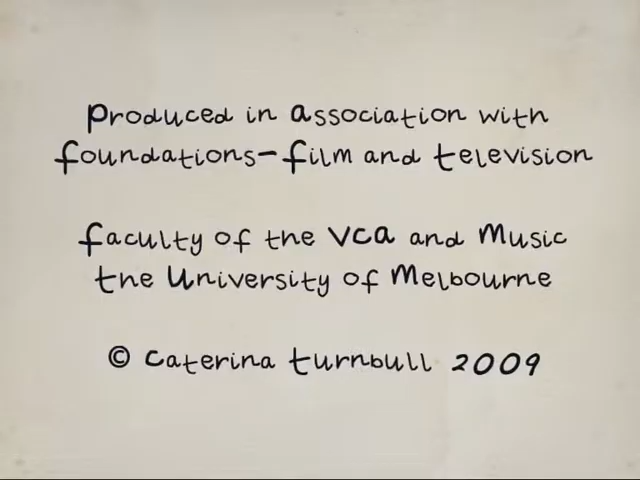 Produced in association with
foundations-film and television
faculty of the VCA and Music
the University of Melbourne
© Caterina Turnbull 2009